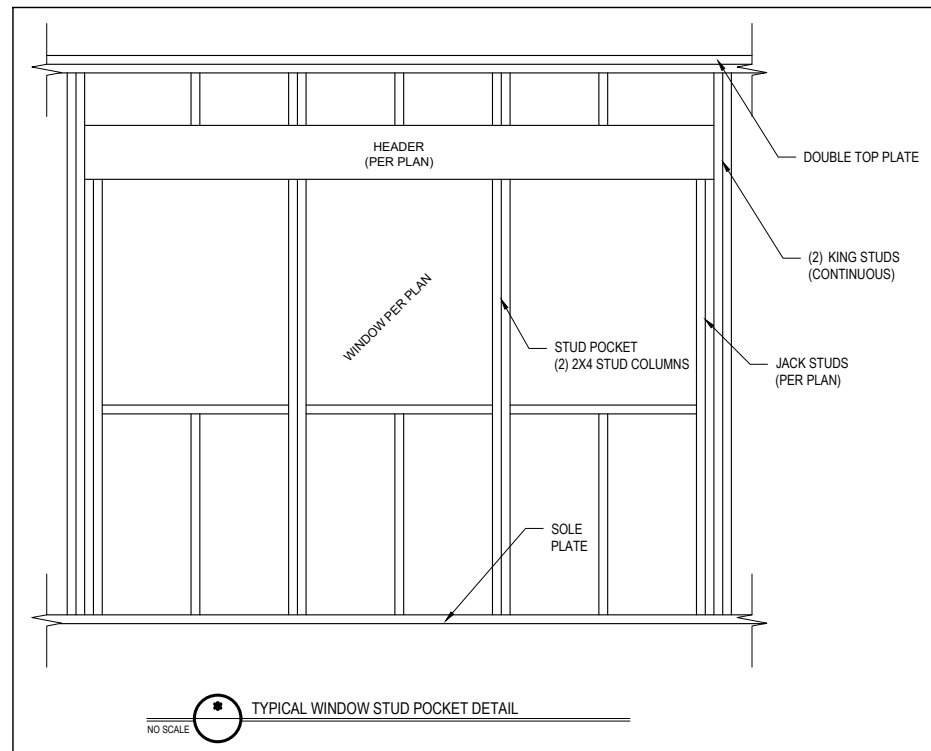 HEADER
(PER PLAN)
DOUBLE TOP PLATE
(2) KING STUDS
(CONTINUOUS)
WINDOW PER PLAN
STUD POCKET
(2) 2X4 STUD COLUMNS
JACK STUDS
(PER PLAN)
SOLE
PLATE
*
TYPICAL WINDOW STUD POCKET DETAIL
NO SCALE